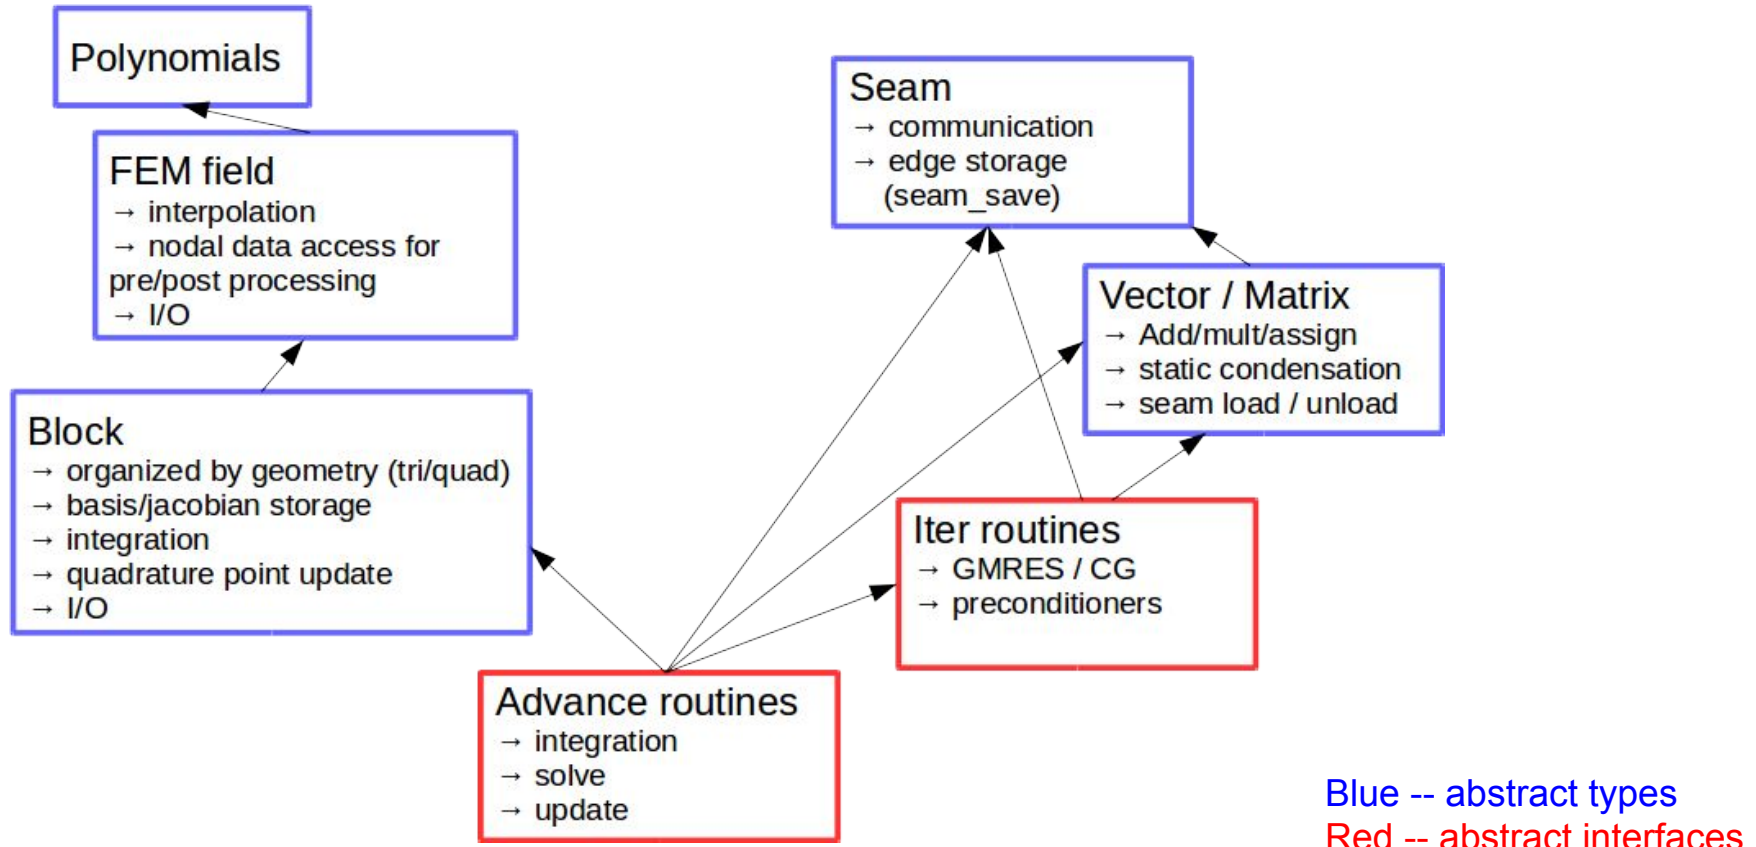 Polynomials
FEM field
→ interpolation
→ nodal data access for
pre/post processing
→ I/O
Block
→ organized by geometry (tri/quad)
→ basis/jacobian storage
→ integration
→ quadrature point update
→ I/O
Seam
→ communication
→ edge storage
(seam_save)
Vector / Matrix
→ Add/mult/assign
→ static condensation
→ seam load / unload
Iter routines
→ GMRES / CG
→ preconditioners
Advance routines
→ integration
→ solve
→ update
Blue -- abstract types
Red -- abstract interfaces